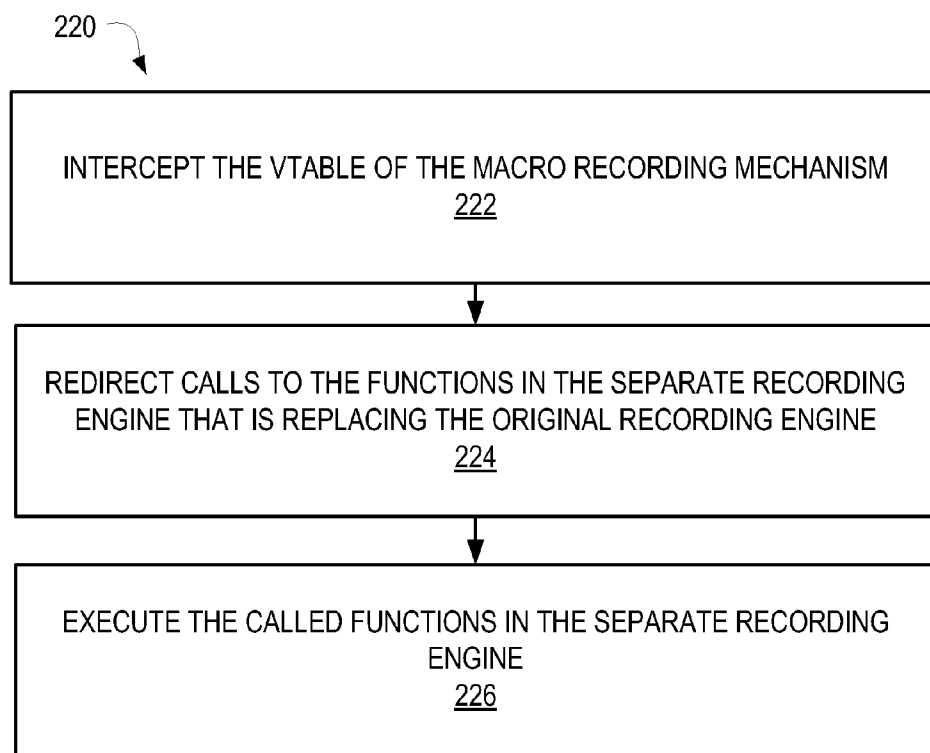 220
INTERCEPT THE VTABLE OF THE MACRO RECORDING MECHANISM
222
REDIRECT CALLS TO THE FUNCTIONS IN THE SEPARATE RECORDING
ENGINE THAT IS REPLACING THE ORIGINAL RECORDING ENGINE
224
EXECUTE THE CALLED FUNCTIONS IN THE SEPARATE RECORDING
ENGINE
226